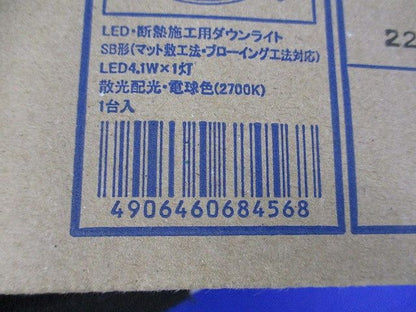 LED・断熱施工用ダウンライト
SB形(マット敷工法・ブローイング工法対応)
LED4.1W×1灯
散光配光・電球色(2700K)
1台入
4906460684568
22